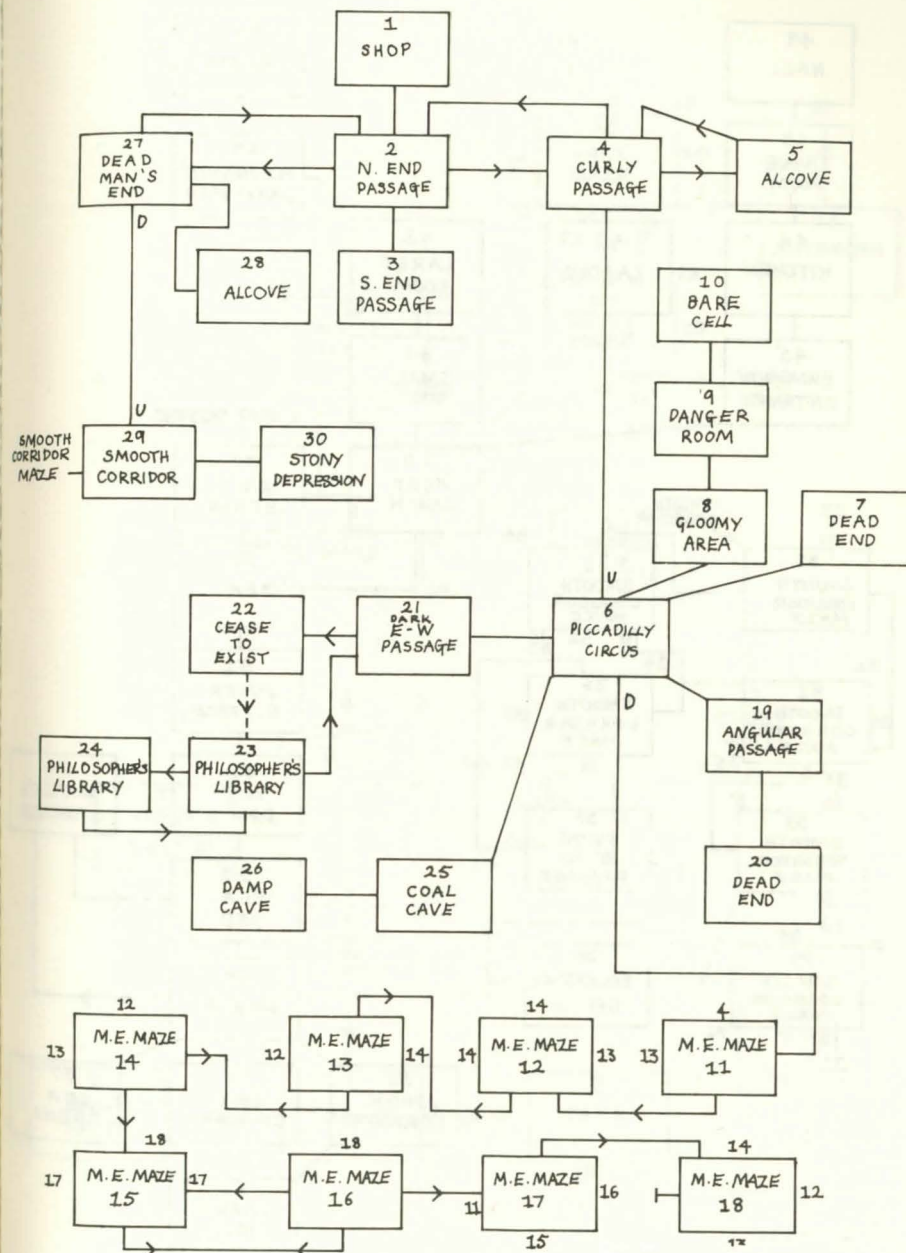 1
SHOP
27
DEAD
MAN'S
END
2
N. END
PASSAGE
4
CURLY
PASSAGE
5
ALCOVE
D
28
ALCOVE
3
S. END
PASSAGE
10
BARE
CELL
9
DANGER
ROOM
U
SMOOTH
CORRIDOR
MAZE
29
SMOOTH
CORRIDOR
30
STONY
DEPRESSION
8
GLOOMY
AREA
7
DEAD
END
U
22
CEASE
TO
EXIST
21
DARK
E-W
PASSAGE
6
PICCADILLY
CIRCUS
D
19
ANGULAR
PASSAGE
24
PHILOSOPHER'S
LIBRARY
23
PHILOSOPHER'S
LIBRARY
26
DAMP
CAVE
25
COAL
CAVE
20
DEAD
END
12
13
M.E. MAZE
14
12
M.E. MAZE
13
14
14
14
M.E. MAZE
12
13
4
13
M.E. MAZE
11
18
17
M.E. MAZE
15
17
18
M.E. MAZE
16
11
M.E. MAZE
17
16
15
14
M.E. MAZE
18
12
13